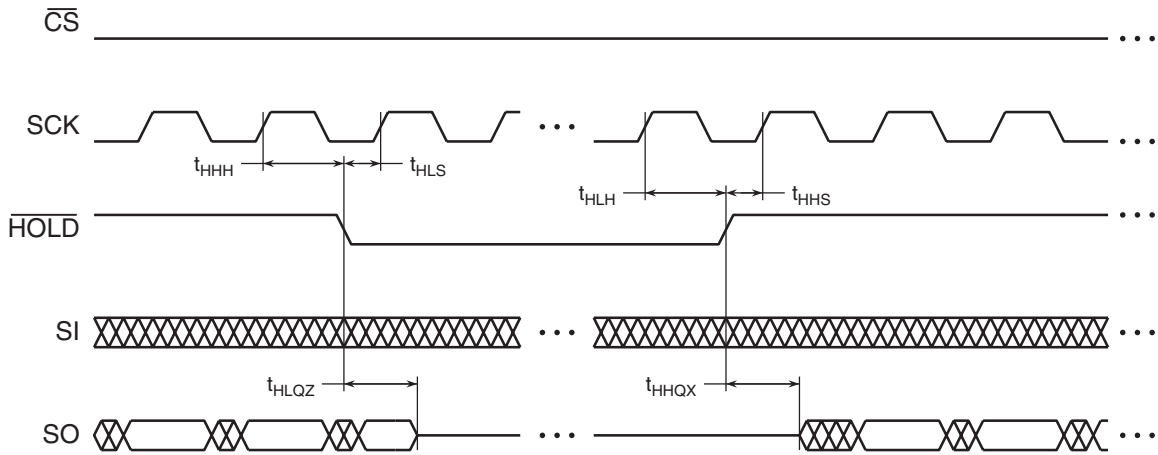 CS
• • •
SCK
• • •
• • •
tHHH
tHLS
tHLH
tHHS
HOLD
• • •
SI
• • •
• • •
tHLQZ
tHHQX
SO
• • •
• • •